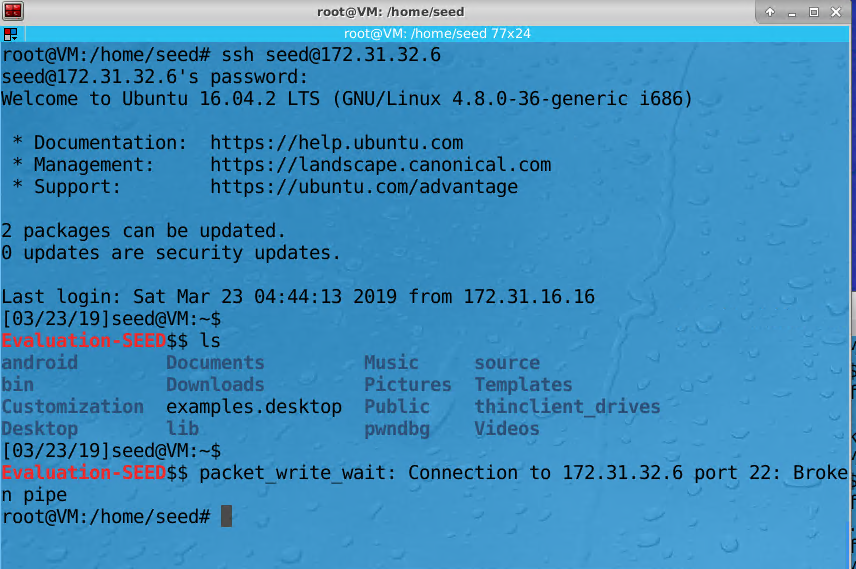 root@VM: /home/seed
root@VM: /home/seed 77x24
root@VM:/home/seed# ssh seed@172.31.32.6
seed@172.31.32.6's password:
Welcome to Ubuntu 16.04.2 LTS (GNU/Linux 4.8.0-36-generic i686)
* Documentation:  https://help.ubuntu.com
* Management:     https://landscape.canonical.com
* Support:        https://ubuntu.com/advantage
2 packages can be updated.
0 updates are security updates.
Last login: Sat Mar 23 04:44:13 2019 from 172.31.16.16
[03/23/19]seed@VM:~$
Evaluation-SEED$$ ls
android        Documents         Music     source
bin            Downloads         Pictures  Templates
Customization  examples.desktop  Public    thinclient_drives
Desktop        lib               pwndbg    Videos
[03/23/19]seed@VM:~$
Evaluation-SEED$$ packet_write_wait: Connection to 172.31.32.6 port 22: Broke
n pipe
root@VM:/home/seed#